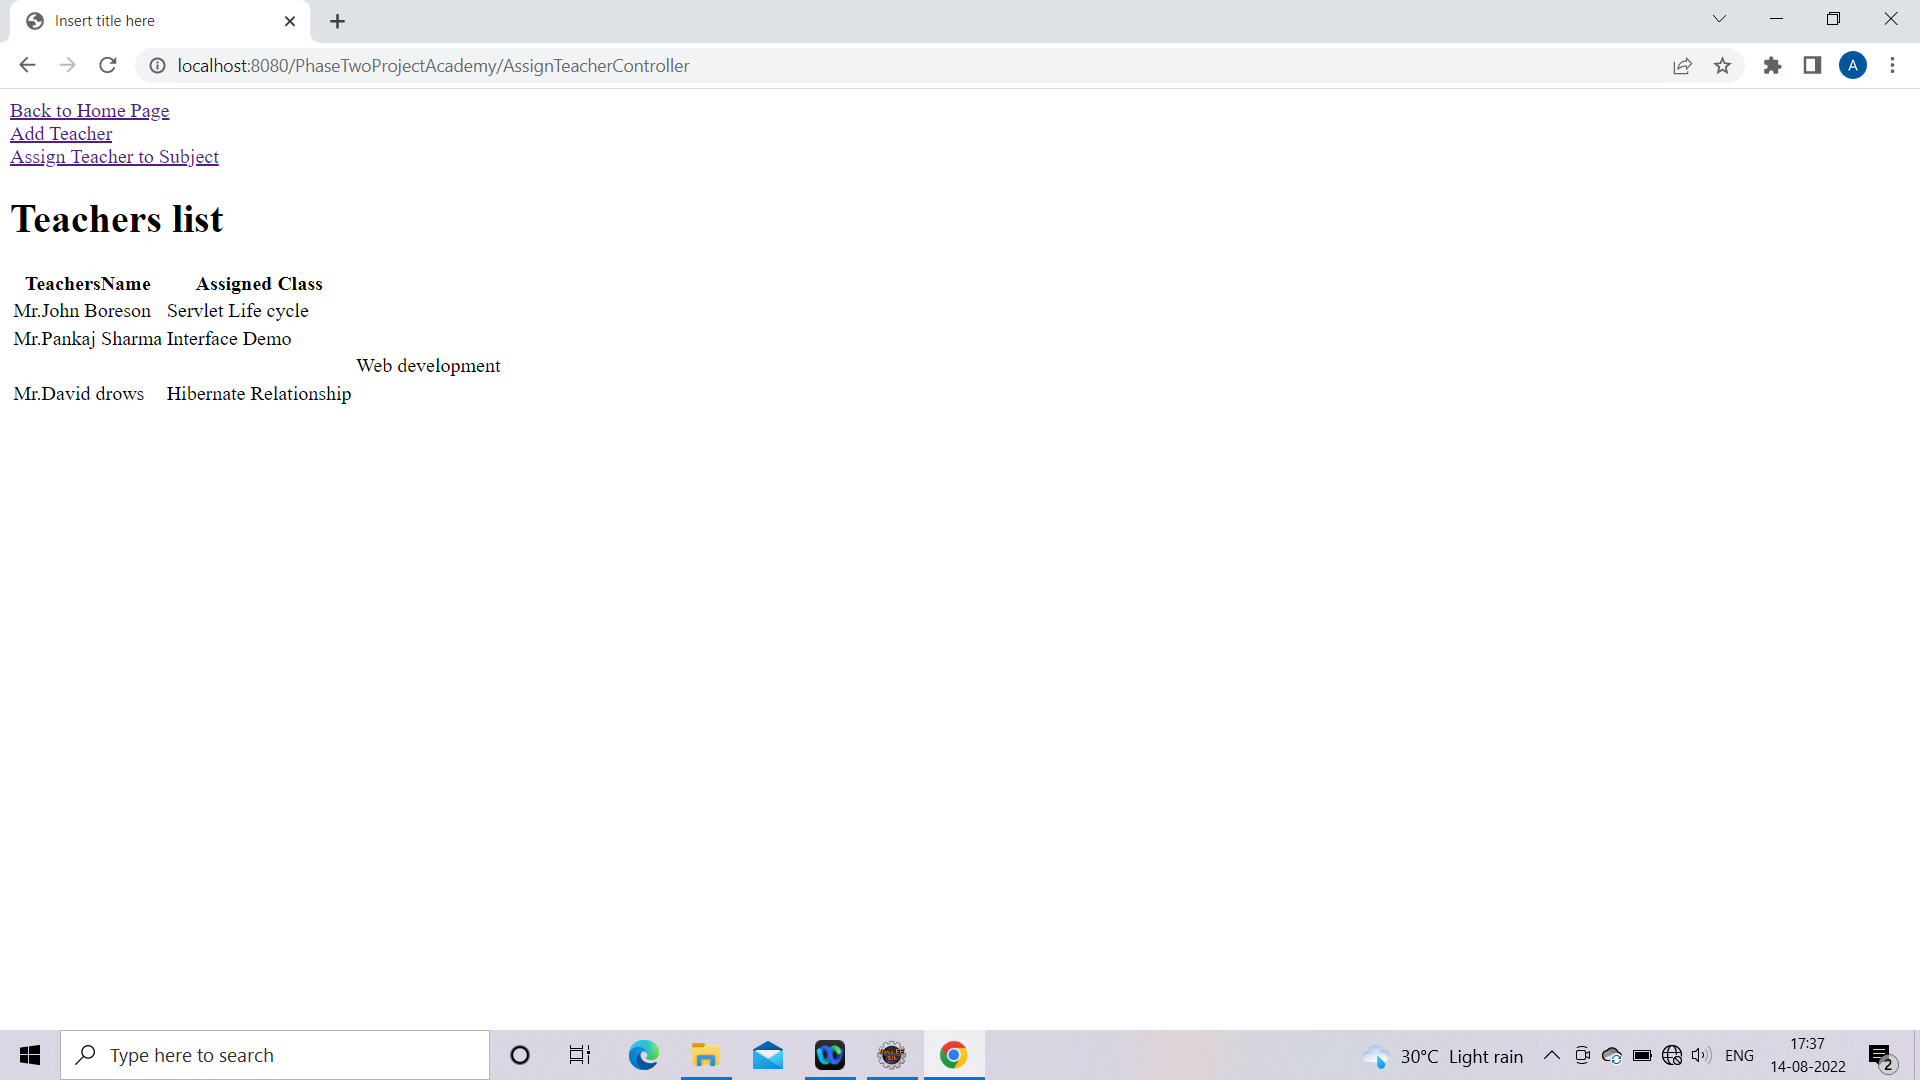 Insert title here
localhost:8080/PhaseTwoProjectAcademy/AssignTeacherController
A
Back to Home Page
Add Teacher
Assign Teacher to Subject
Teachers list
TeachersName Assigned Class
Mr.John Boreson Servlet Life cycle
Mr.Pankaj Sharma Interface Demo
Web development
Mr.David drows Hibernate Relationship
Type here to search
30°C Light rain
ENG
17:37
14-08-2022
2